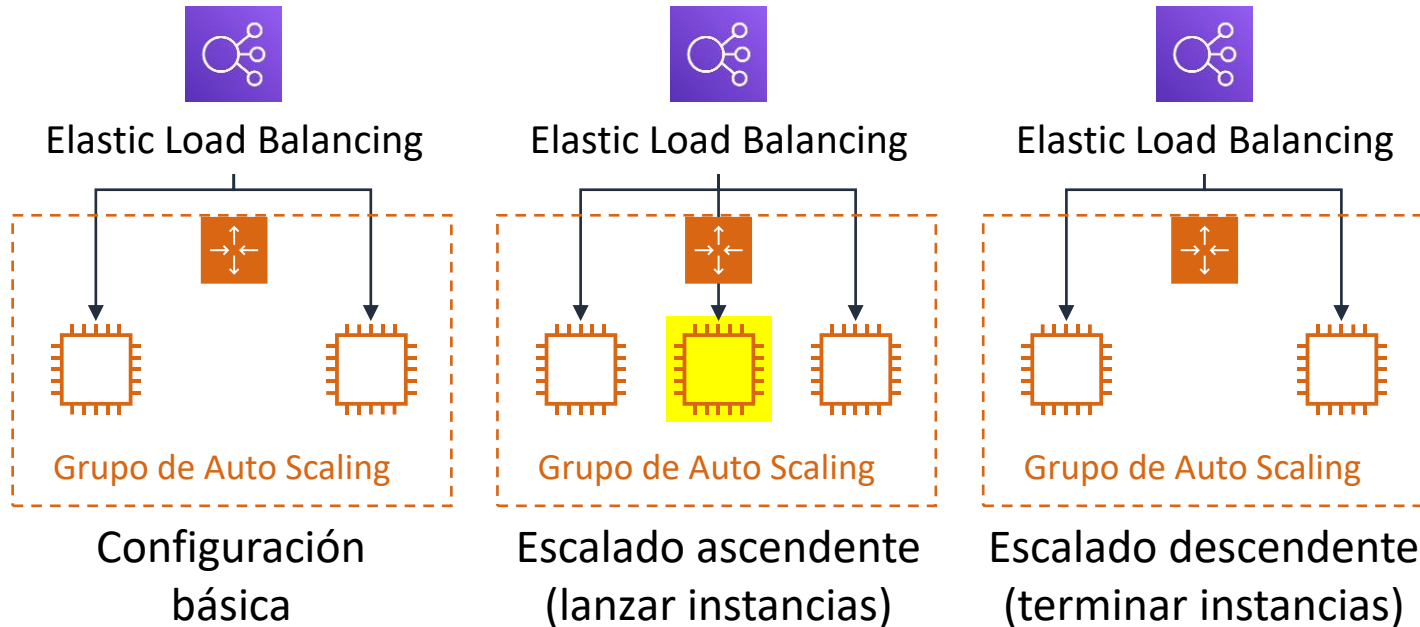 Elastic Load Balancing
Grupo de Auto Scaling
Configuración
básica
Elastic Load Balancing
Grupo de Auto Scaling
Escalado ascendente
(lanzar instancias)
Elastic Load Balancing
Grupo de Auto Scaling
Escalado descendente
(terminar instancias)